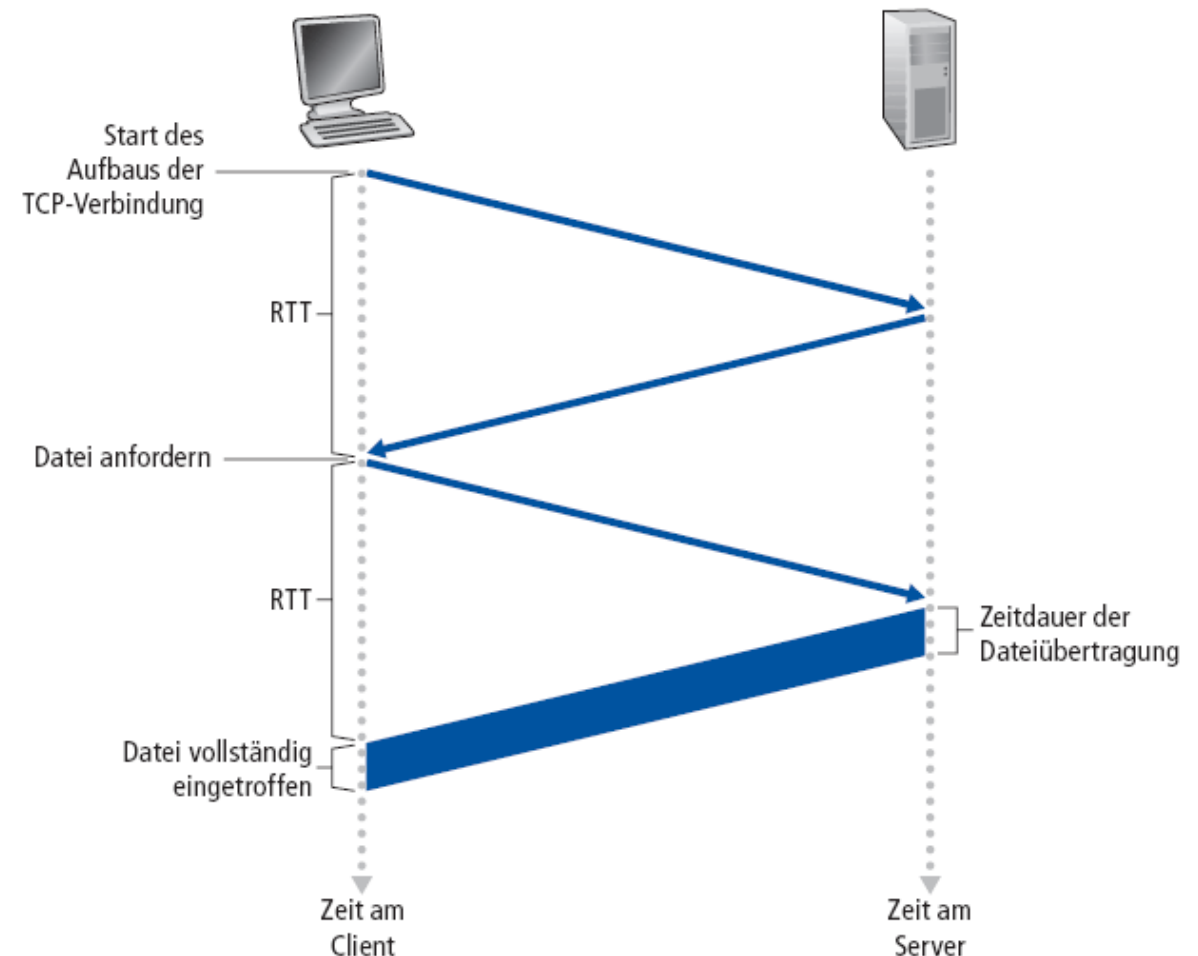 Start des
Aufbaus der
TCP-Verbindung
RTT
Datei anfordern
RTT
Zeitdauer der
Dateiübertragung
Datei vollständig
eingetroffen
Zeit am
Client
Zeit am
Server